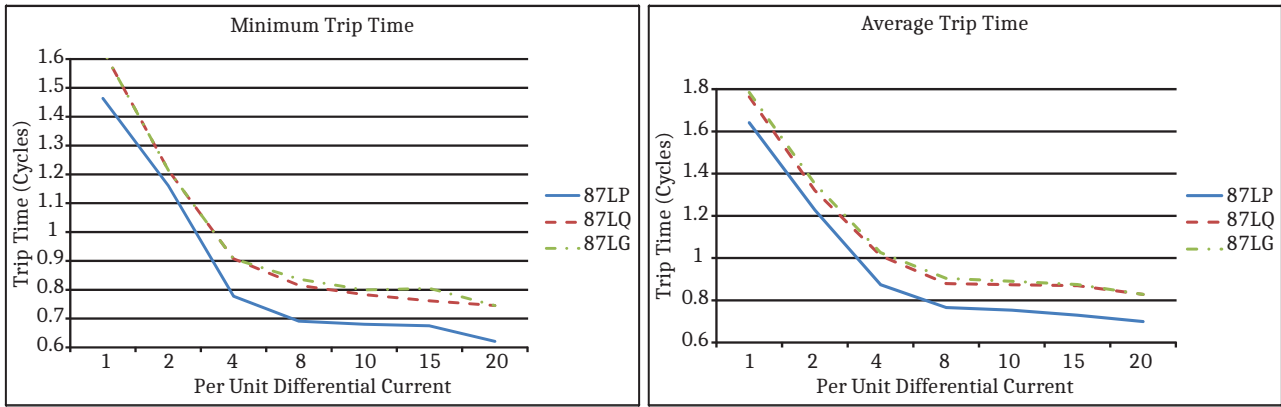 Minimum Trip Time
Trip Time (Cycles)
1.6
1.5
1.4
1.3
1.2
1.1
1
0.9
0.8
0.7
0.6
1 2 4 8 10 15 20
Per Unit Differential Current
87LP
87LQ
87LG
Average Trip Time
Trip Time (Cycles)
1.8
1.6
1.4
1.2
1
0.8
0.6
1 2 4 8 10 15 20
Per Unit Differential Current
87LP
87LQ
87LG